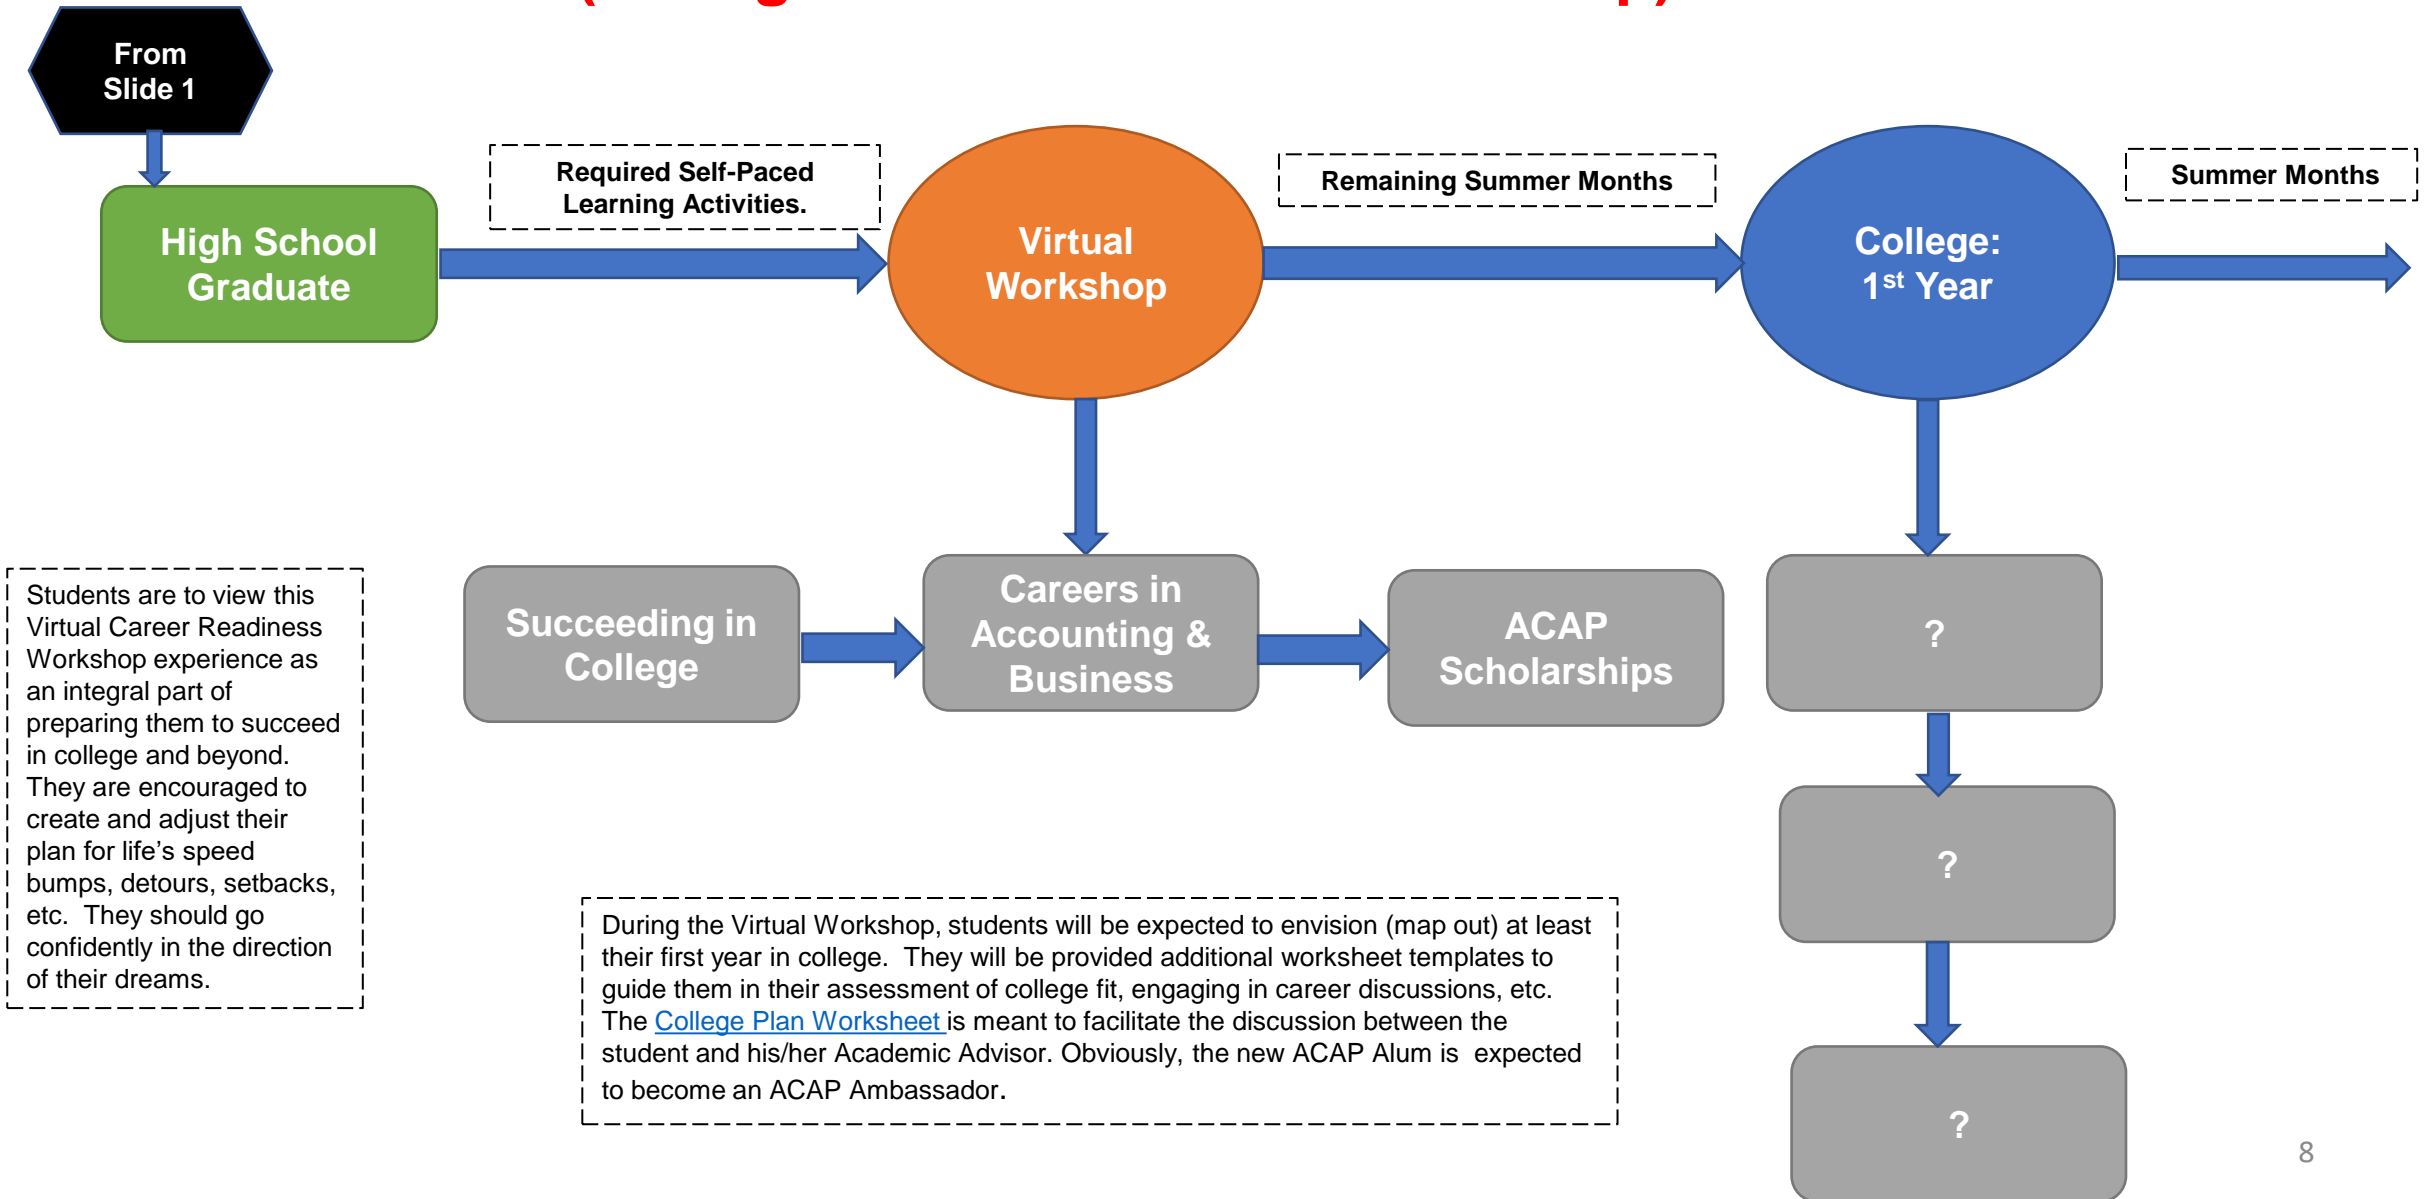 From
Slide 1
Required Self-Paced
Learning Activities.
Remaining Summer Months
Summer Months
High School
Graduate
Virtual
Workshop
College:
1st Year
Students are to view this
Virtual Career Readiness
Workshop experience as
an integral part of
preparing them to succeed
in college and beyond.
They are encouraged to
create and adjust their
plan for life’s speed
bumps, detours, setbacks,
etc.  They should go
confidently in the direction
of their dreams.
Succeeding in
College
Careers in
Accounting &
Business
ACAP
Scholarships
?
?
?
During the Virtual Workshop, students will be expected to envision (map out) at least
their first year in college.  They will be provided additional worksheet templates to
guide them in their assessment of college fit, engaging in career discussions, etc.
The College Plan Worksheet is meant to facilitate the discussion between the
student and his/her Academic Advisor. Obviously, the new ACAP Alum is  expected
to become an ACAP Ambassador.
8